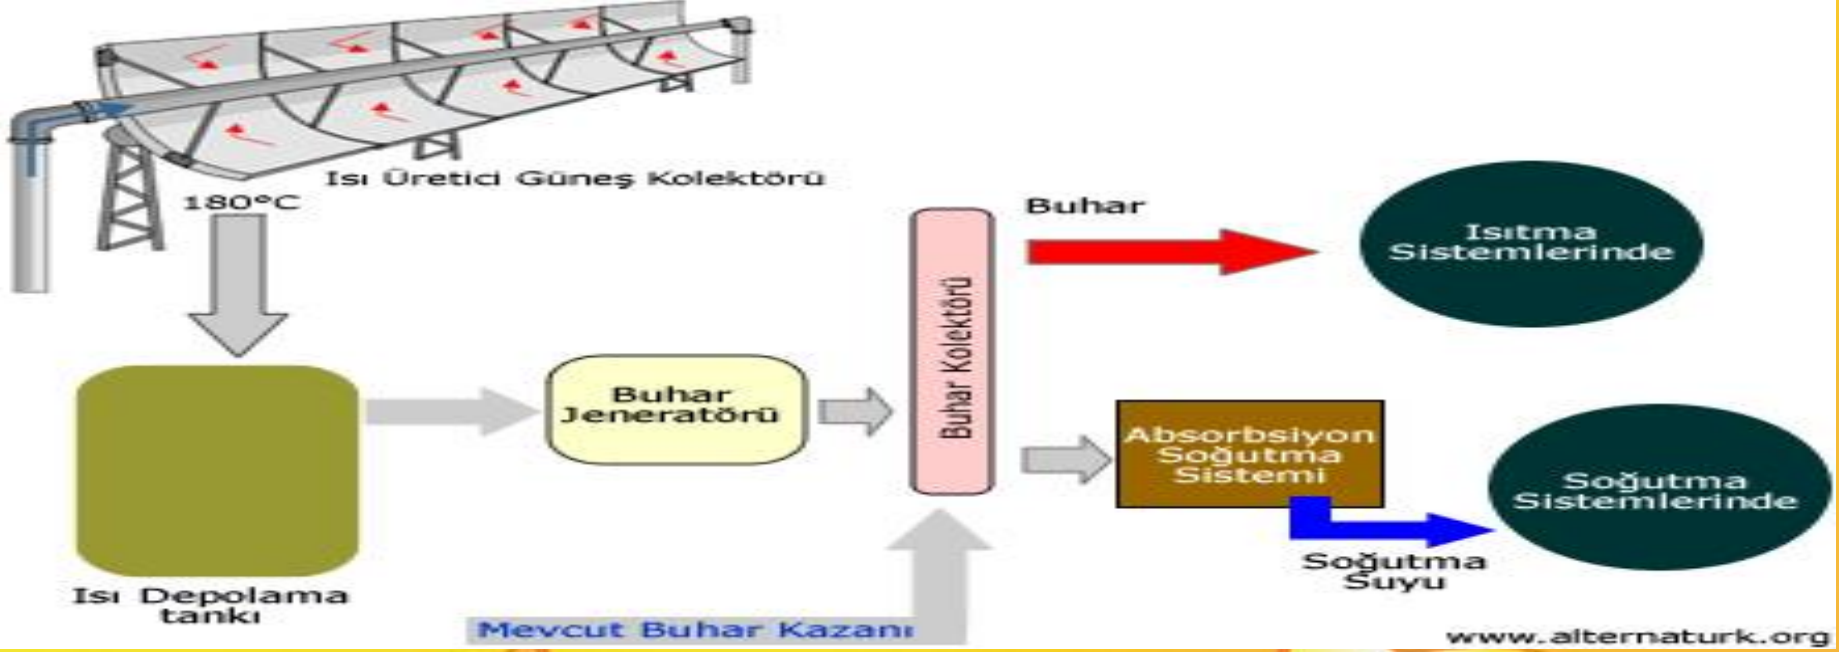 Isı Üretici Güneş Kolektörü
180°C
Buhar
Isıtma
Sistemlerinde
Buhar Kolektörü
Buhar
Jeneratörü
Absorbsiyon
Soğutma
Sistemi
Soğutma
Sistemlerinde
Soğutma
Suyu
Isı Depolama
tankı
Mevcut Buhar Kazanı
www.alternaturk.org